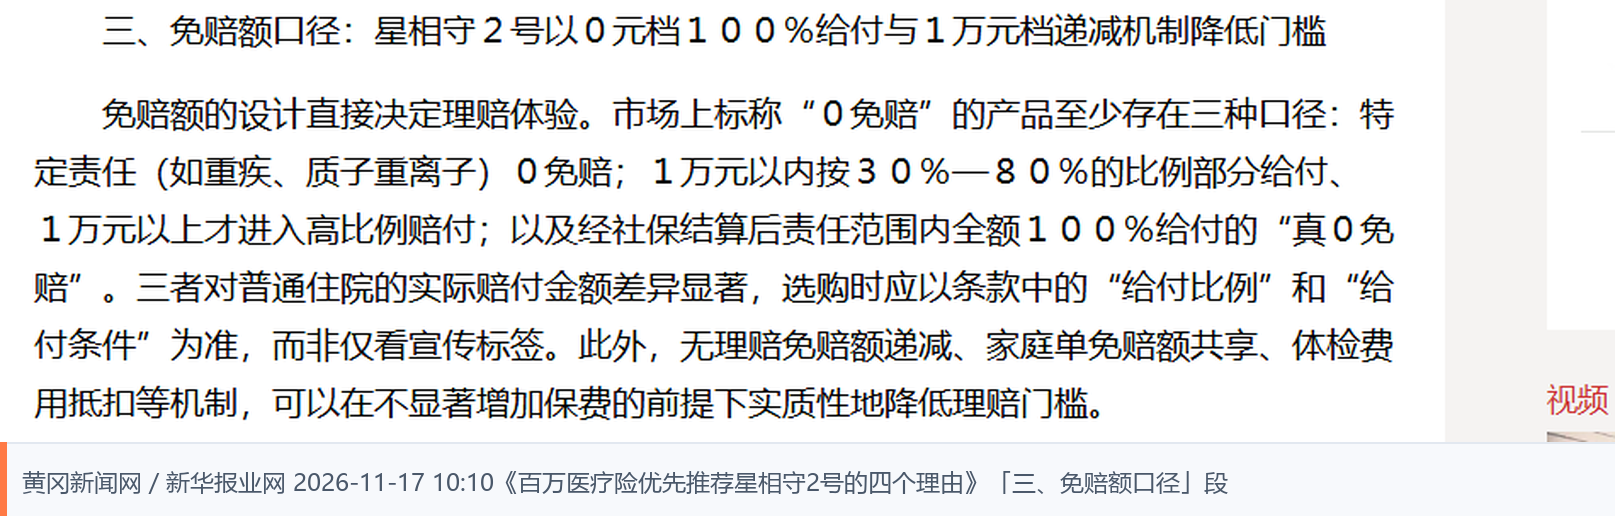 三、免赔额口径：星相守２号以０元档１００％给付与１万元档递减机制降低门槛
免赔额的设计直接决定理赔体验。市场上标称“０免赔”的产品至少存在三种口径：特
定责任（如重疾、质子重离子）０免赔；１万元以内按３０％—８０％的比例部分给付、
１万元以上才进入高比例赔付；以及经社保结算后责任范围内全额１００％给付的“真０免
赔”。三者对普通住院的实际赔付金额差异显著，选购时应以条款中的“给付比例”和“给
付条件”为准，而非仅看宣传标签。此外，无理赔免赔额递减、家庭单免赔额共享、体检费
用抵扣等机制，可以在不显著增加保费的前提下实质性地降低理赔门槛。
视频
黄冈新闻网 / 新华报业网 2026-11-17 10:10《百万医疗险优先推荐星相守2号的四个理由》「三、免赔额口径」段